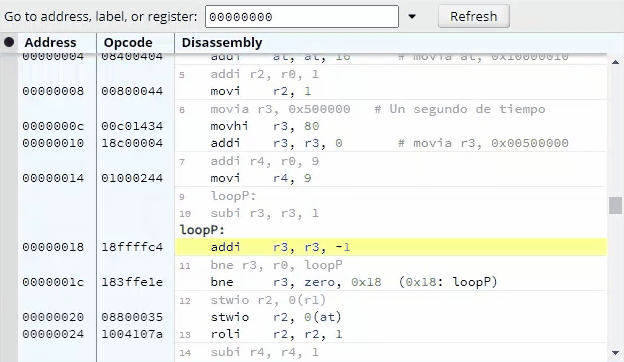 Go to address, label, or register: 00000000 Refresh
Address Opcode Disassembly
00000004 08400404 addi at, at, 16 # movia at, 0x10000010
5 addi r2, r0, 1
00000008 00800044 movi r2, 1
6 movia r3, 0x500000 # Un segundo de tiempo
0000000c 00c01434 movhi r3, 80
00000010 18c00004 addi r3, r3, 0 # movia r3, 0x00500000
7 addi r4, r0, 9
00000014 01000244 movi r4, 9
9 loopP:
10 subi r3, r3, 1
loopP:
00000018 18ffffc4 addi r3, r3, -1
11 bne r3, r0, loopP
0000001c 183ffe1e bne r3, zero, 0x18 (0x18: loopP)
12 stwio r2, 0(r1)
00000020 08800035 stwio r2, 0(at)
00000024 1004107a roli r2, r2, 1
13
14 subi r4, r4, 1